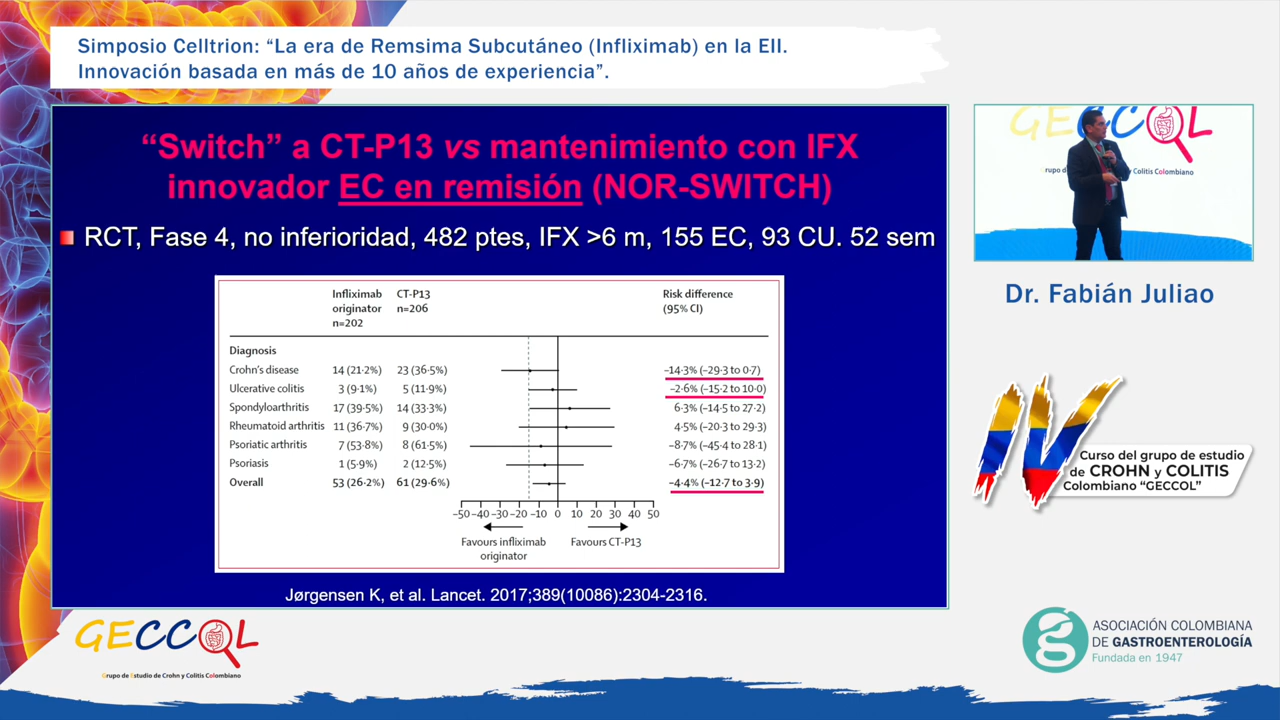 Simposio Celltrion: “La era de Remsima Subcutáneo (Infliximab) en la EII.
Innovación basada en más de 10 años de experiencia”.
“Switch” a CT-P13 vs mantenimiento con IFX
innovador EC en remisión (NOR-SWITCH)
RCT, Fase 4, no inferioridad, 482 ptes, IFX >6 m, 155 EC, 93 CU. 52 sem
Infliximab originator n=202 CT-P13 n=206 Risk difference (95% CI)
Diagnosis
Crohn's disease 14 (21·2%) 23 (36·5%) −14·3% (−29·3 to 0·7)
Ulcerative colitis 3 (9·1%) 5 (11·9%) −2·6% (−15·2 to 10·0)
Spondyloarthritis 17 (39·5%) 14 (33·3%) 6·3% (−14·5 to 27·2)
Rheumatoid arthritis 11 (36·7%) 9 (30·0%) 4·5% (−20·3 to 29·3)
Psoriatic arthritis 7 (53·8%) 8 (61·5%) −8·7% (−45·4 to 28·1)
Psoriasis 1 (5·9%) 2 (12·5%) −6·7% (−26·7 to 13·2)
Overall 53 (26·2%) 61 (29·6%) −4·4% (−12·7 to 3·9)
−50 −40 −30 −20 −10 0 10 20 30 40 50
Favours infliximab originator Favours CT-P13
Jørgensen K, et al. Lancet. 2017;389(10086):2304-2316.
GECCOL
rupo de E
y Colitis Colombiano
Dr. Fabián Juliao
IV
Curso del grupo de estudio
de CROHN y COLITIS
Colombiano “GECCOL”
GECCOL
Grupo de Estudio de Crohn y Colitis Colombiano
ASOCIACIÓN COLOMBIANA
DE GASTROENTEROLOGÍA
Fundada en 1947